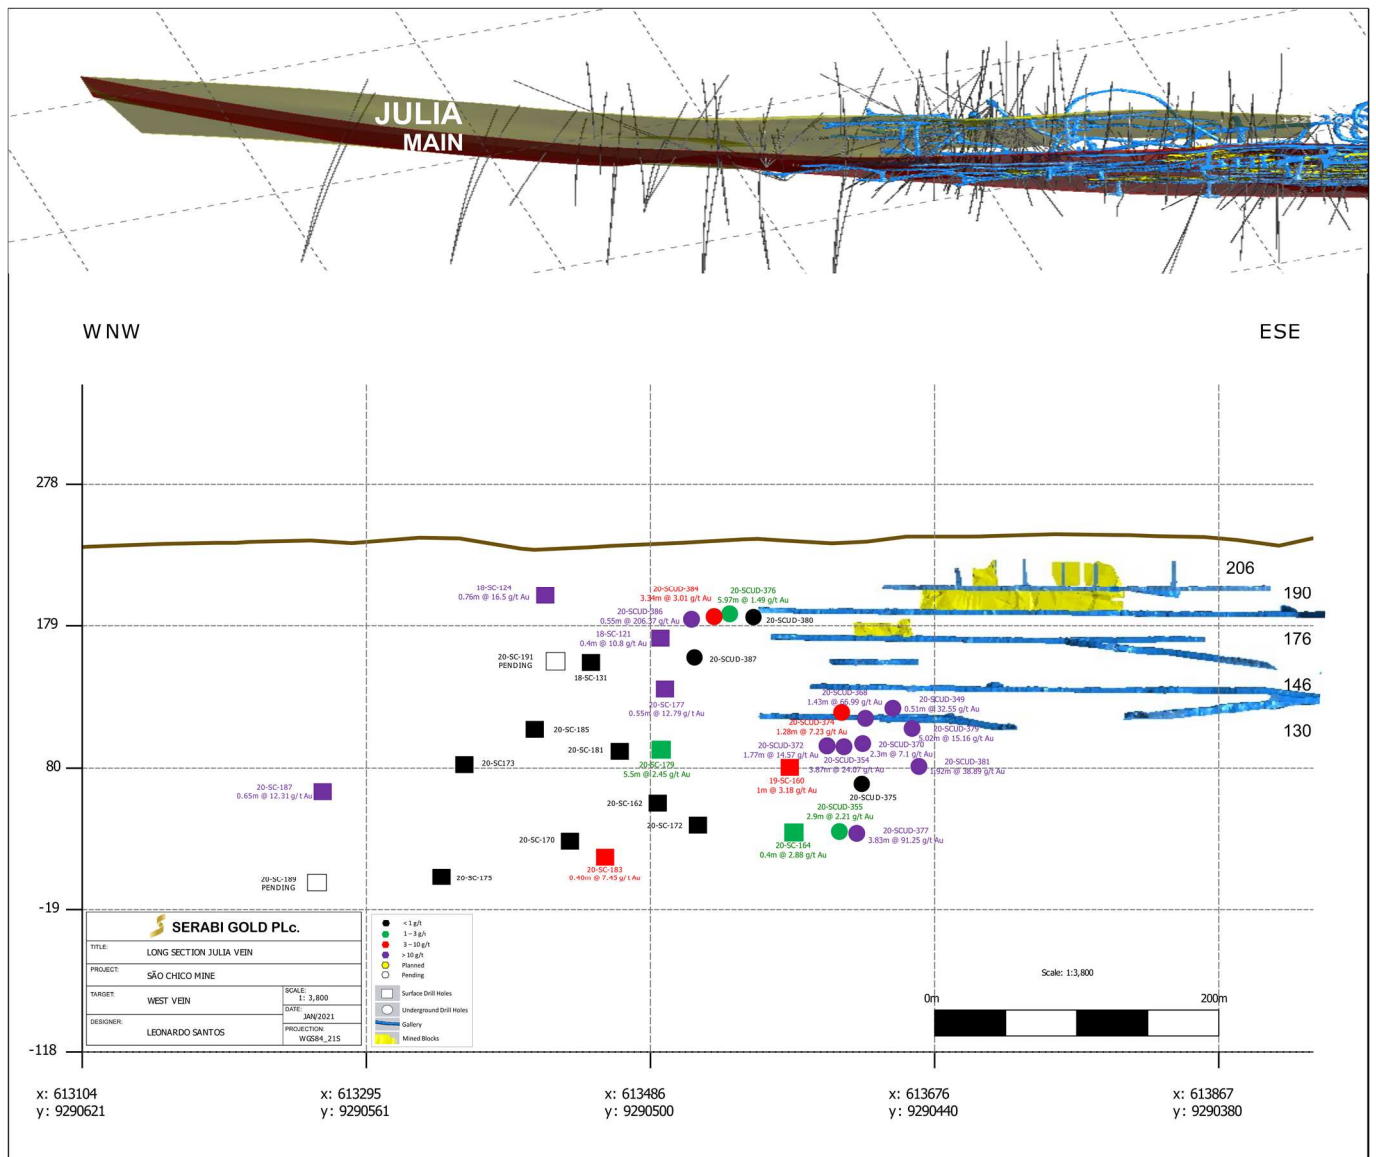 JULIA
MAIN
WNW
ESE
278
179
80
-19
-118
206
190
176
146
130
18-SC-124
0.76m @ 16.5 g/t Au
20-SCUD-384
3.34m @ 3.01 g/t Au
20-SCUD-376
5.97m @ 1.49 g/t Au
20-SCUD-386
0.55m @ 206.37 g/t Au
20-SCUD-380
18-SC-121
0.4m @ 10.8 g/t Au
20-SC-191
PENDING
18-SC-131
20-SCUD-387
20-SC-177
0.55m @ 12.79 g/t Au
20-SCUD-368
1.43m @ 66.99 g/t Au
20-SCUD-349
0.51m @ 32.55 g/t Au
20-SCUD-374
1.28m @ 7.23 g/t Au
20-SCUD-379
5.02m @ 15.16 g/t Au
20-SC-185
20-SC-181
20-SCUD-372
1.77m @ 14.57 g/t Au
20-SCUD-370
2.3m @ 7.1 g/t Au
20-SCUD-354
3.87m @ 24.07 g/t Au
20-SCUD-381
1.92m @ 38.89 g/t Au
20-SC173
20-SC-179
5.5m @ 2.45 g/t Au
19-SC-160
1m @ 3.18 g/t Au
20-SC-187
0.65m @ 12.31 g/t Au
20-SCUD-375
20-SC-162
20-SCUD-355
2.9m @ 2.21 g/t Au
20-SC-172
20-SCUD-377
3.83m @ 91.25 g/t Au
20-SC-170
20-SC-164
0.4m @ 2.88 g/t Au
20-SC-183
0.40m @ 7.45 g/t Au
20-SC-189
PENDING
20-SC-175
SERABI GOLD PLc.
TITLE:
LONG SECTION JULIA VEIN
PROJECT:
SÃO CHICO MINE
TARGET:
WEST VEIN
SCALE:
1: 3,800
DATE:
JAN/2021
DESIGNER:
LEONARDO SANTOS
PROJECTION:
WGS84_21S
< 1 g/t
1 – 3 g/t
3 – 10 g/t
> 10 g/t
Planned
Pending
Surface Drill Holes
Underground Drill Holes
Gallery
Mined Blocks
Scale: 1:3,800
0m
200m
x: 613104
y: 9290621
x: 613295
y: 9290561
x: 613486
y: 9290500
x: 613676
y: 9290440
x: 613867
y: 9290380